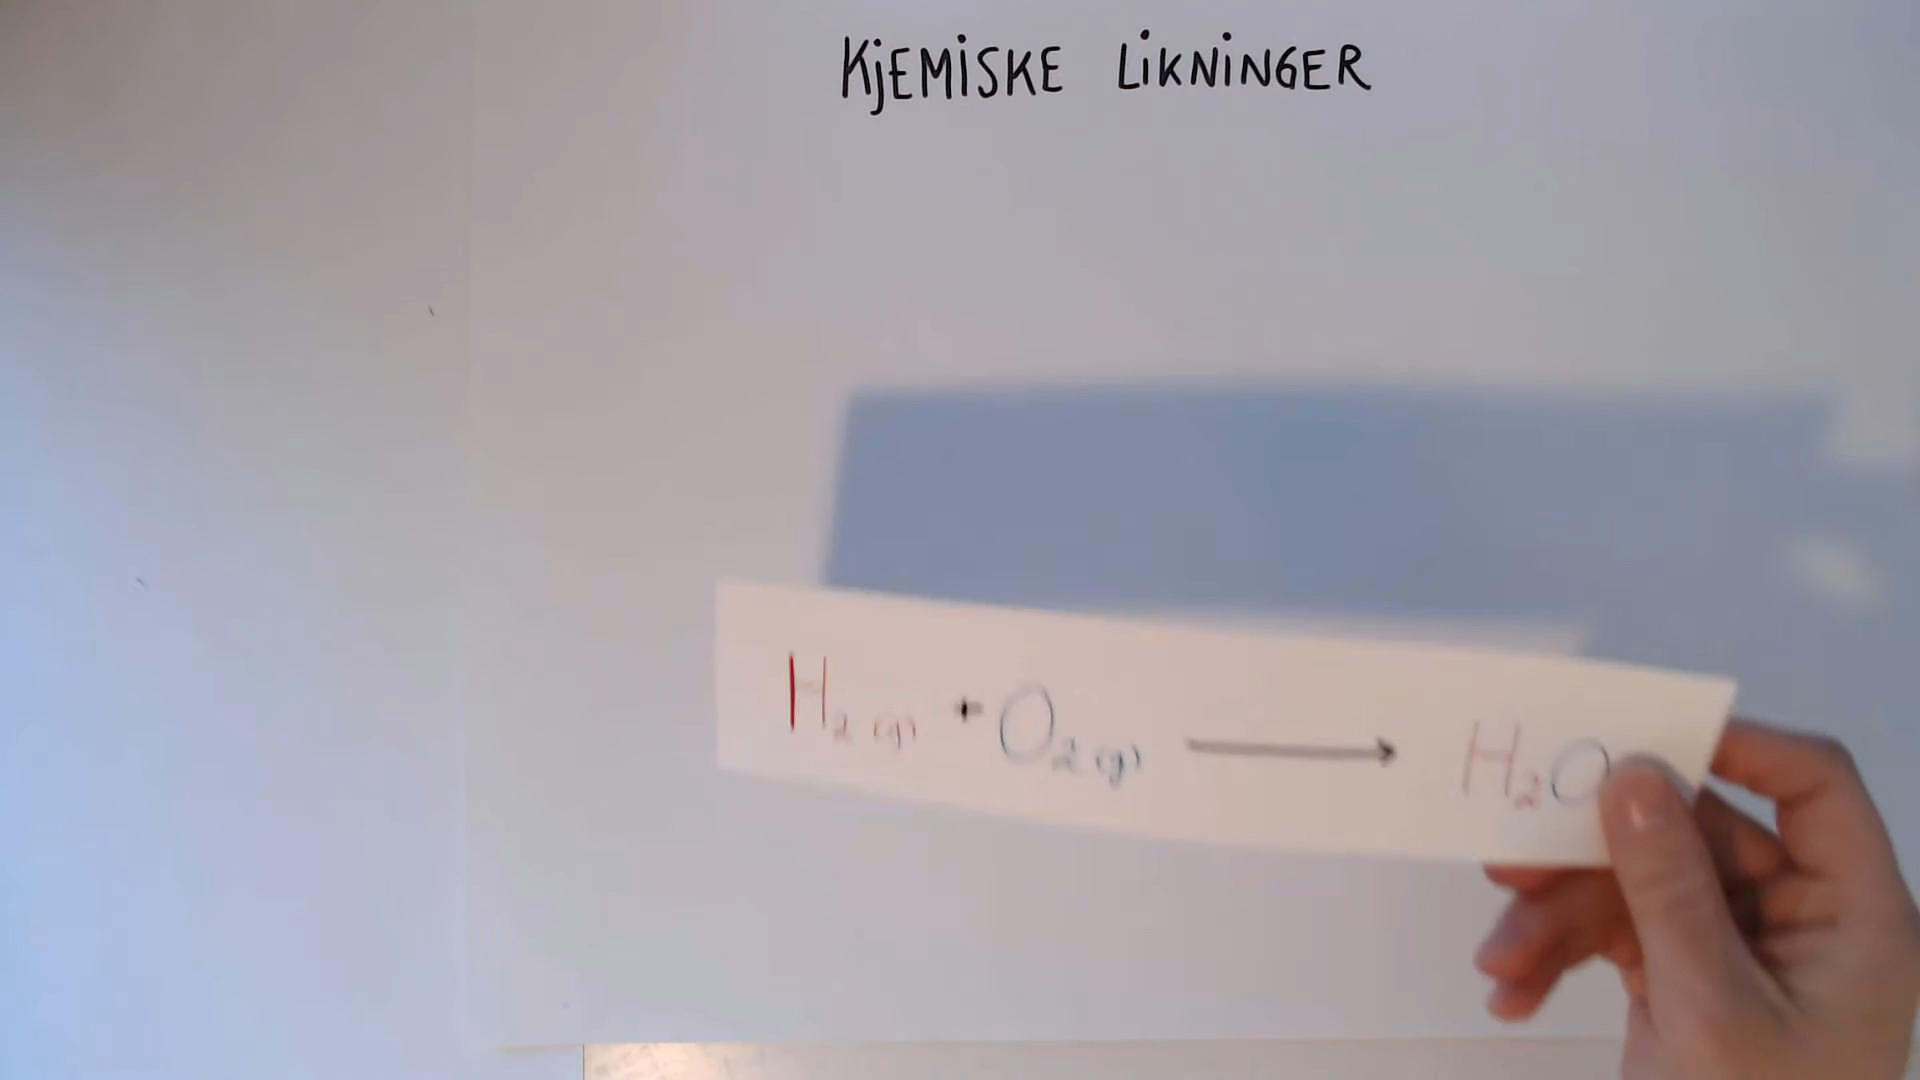 KjEMiSKE LiKNiNGER
H₂ (g) + O₂ (g) → H₂O